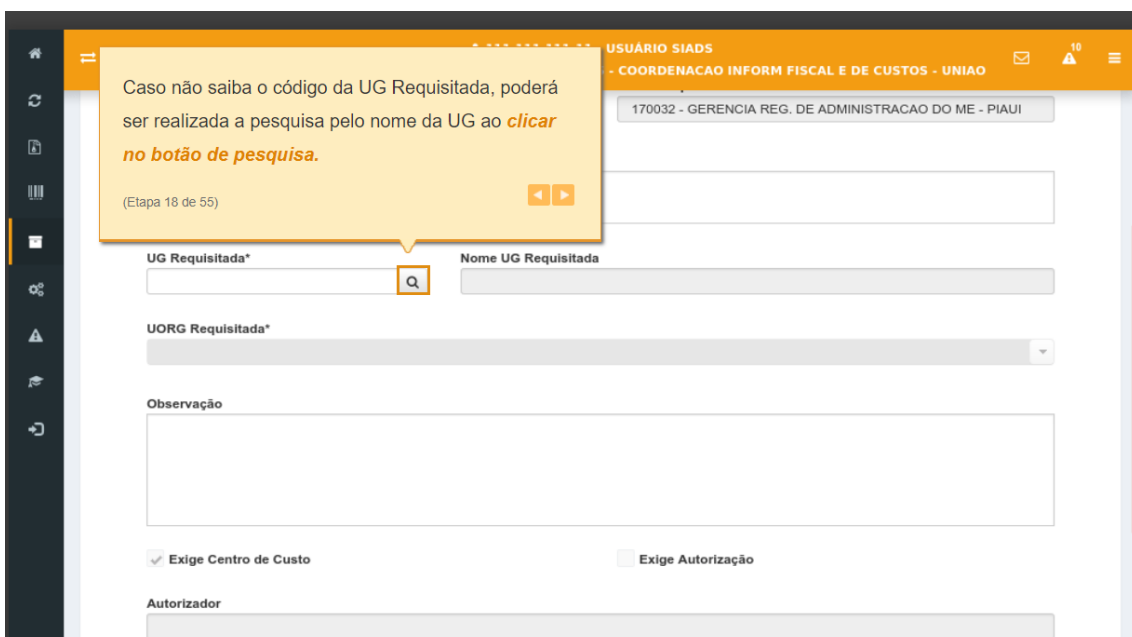 USUÁRIO SIADS
10
- COORDENACAO INFORM FISCAL E DE CUSTOS - UNIAO
Caso não saiba o código da UG Requisitada, poderá
ser realizada a pesquisa pelo nome da UG ao clicar
no botão de pesquisa.
(Etapa 18 de 55)
170032 - GERENCIA REG. DE ADMINISTRACAO DO ME - PIAUI
UG Requisitada*
Nome UG Requisitada
UORG Requisitada*
Observação
Exige Centro de Custo
Exige Autorização
Autorizador